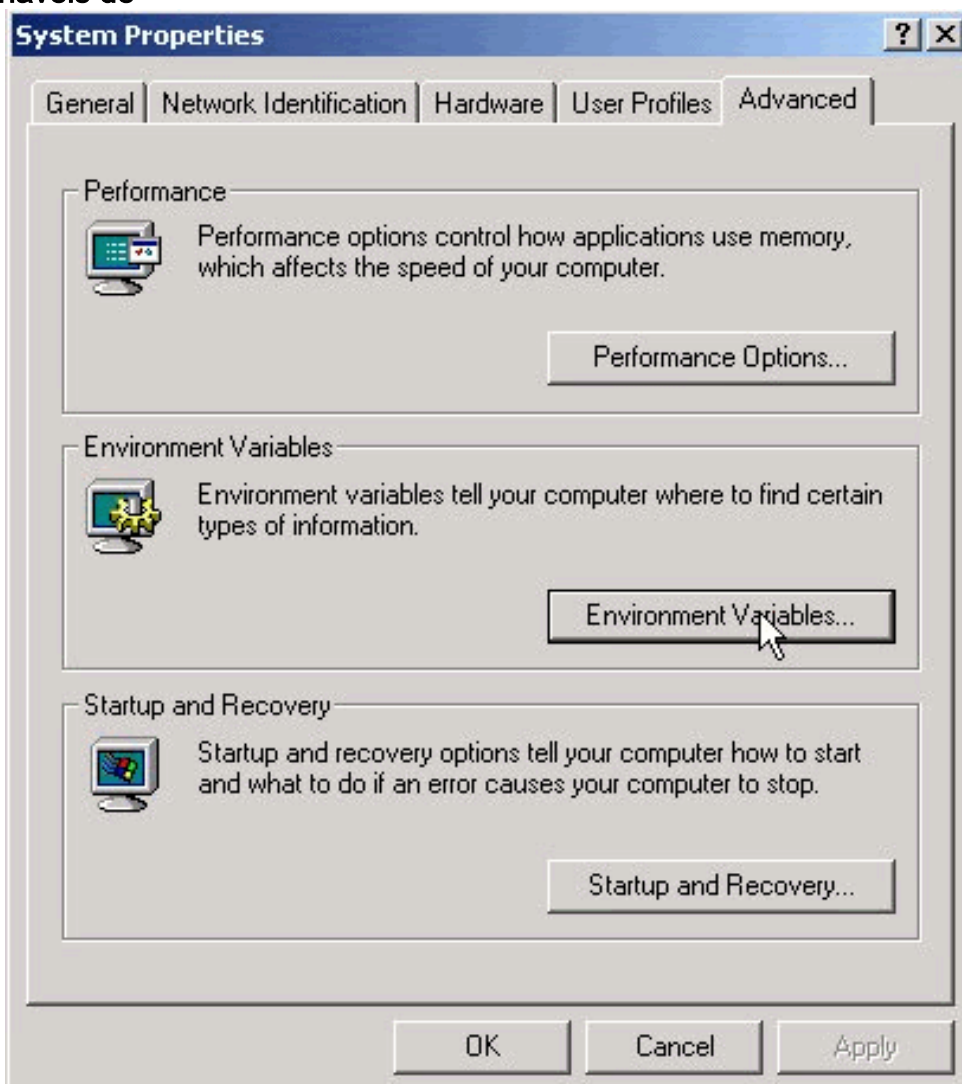 System Properties
General
Network Identification
Hardware
User Profiles
Advanced
Performance
Performance options control how applications use memory,
which affects the speed of your computer.
Performance Options...
Environment Variables
Environment variables tell your computer where to find certain
types of information.
Environment Variables...
Startup and Recovery
Startup and recovery options tell your computer how to start
and what to do if an error causes your computer to stop.
Startup and Recovery...
OK
Cancel
Apply